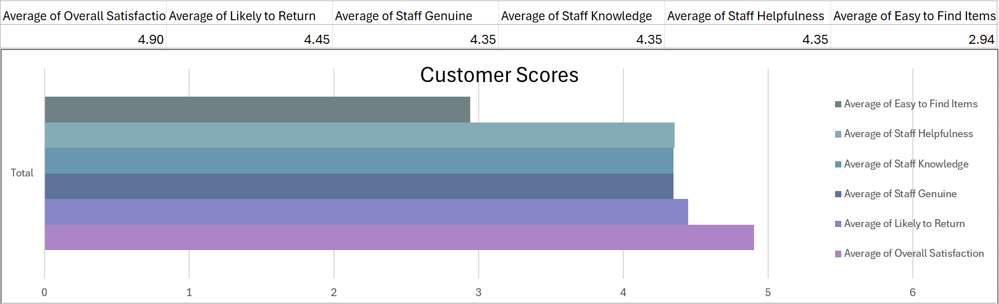 Average of Overall Satisfactio Average of Likely to Return Average of Staff Genuine Average of Staff Knowledge Average of Staff Helpfulness Average of Easy to Find Items
4.90 4.45 4.35 4.35 4.35 2.94
Customer Scores
Average of Easy to Find Items
Average of Staff Helpfulness
Average of Staff Knowledge
Total
Average of Staff Genuine
Average of Likely to Return
Average of Overall Satisfaction
0 1 2 3 4 5 6